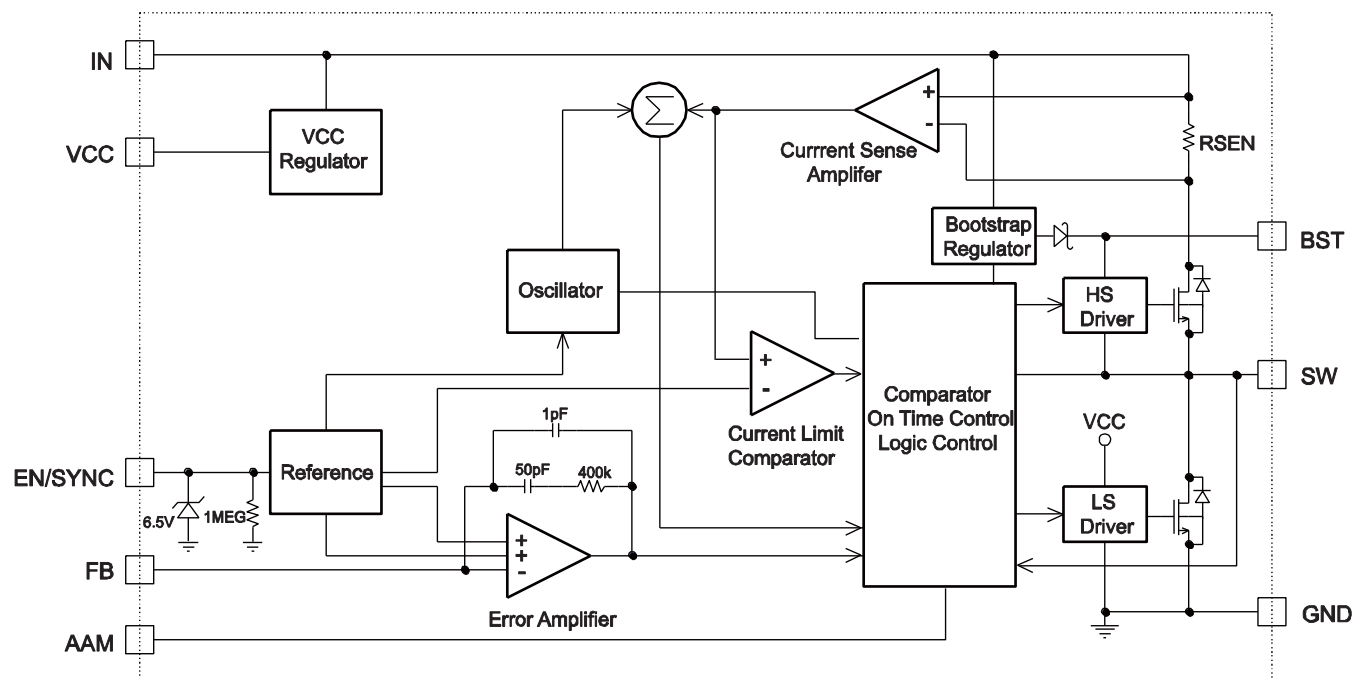 IN
VCC
Regulator
VCC
Σ
+
-
Currrent Sense
Amplifer
RSEN
Bootstrap
Regulator
BST
Oscillator
HS
Driver
+
-
Current Limit
Comparator
Comparator
On Time Control
Logic Control
SW
VCC
1pF
50pF
400k
EN/SYNC
Reference
6.5V
1MEG
LS
Driver
+
+
-
FB
Error Amplifier
GND
AAM